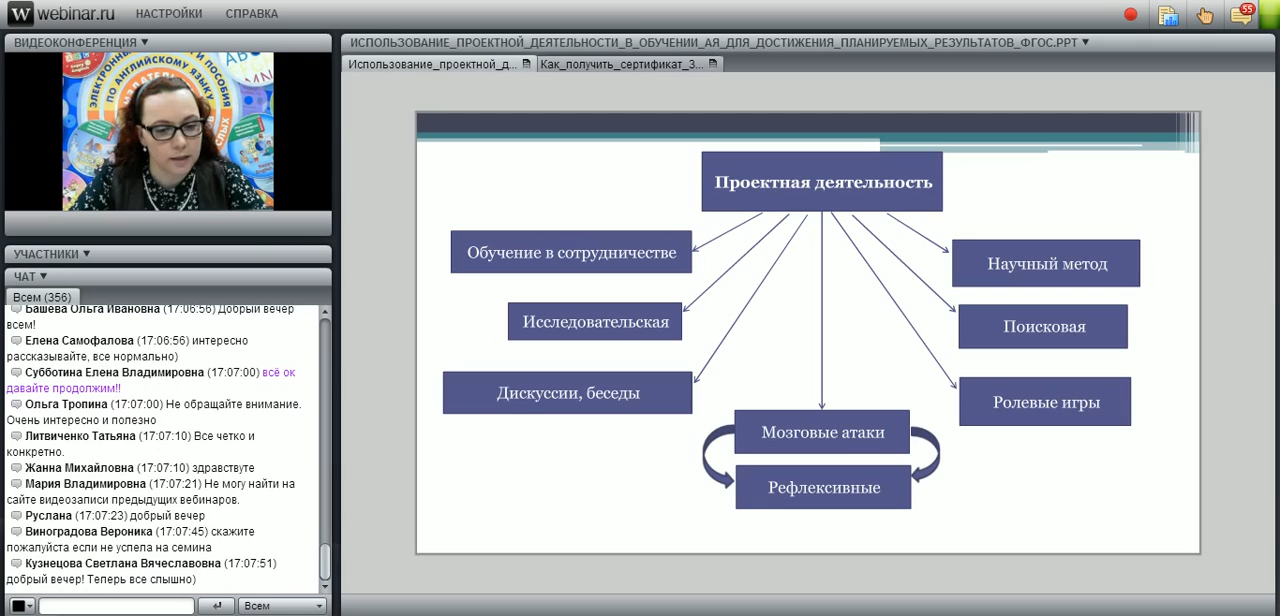 W webinar.ru НАСТРОЙКИ СПРАВКА
55
ВИДЕОКОНФЕРЕНЦИЯ
ЭЛЕКТРОННЫЕ
ПОСОБИЯ
ПО АНГЛИЙСКОМУ ЯЗЫКУ
УЧАСТНИКИ
ЧАТ
Всем (356)
Башева Ольга Ивановна (17:06:56) Добрый вечер
всем!
Елена Самофалова (17:06:56) интересно
рассказывайте, все нормально)
Субботина Елена Владимировна (17:07:00) всё ок
давайте продолжим!!
Ольга Тропина (17:07:00) Не обращайте внимание.
Очень интересно и полезно
Литвиченко Татьяна (17:07:10) Все четко и
конкретно.
Жанна Михайловна (17:07:10) здравствуте
Мария Владимировна (17:07:21) Не могу найти на
сайте видеозаписи предыдущих вебинаров.
Руслана (17:07:23) добрый вечер
Виноградова Вероника (17:07:45) скажите
пожалуйста если не успела на семина
Кузнецова Светлана Вячеславовна (17:07:51)
добрый вечер! Теперь все слышно)
Всем
ИСПОЛЬЗОВАНИЕ_ПРОЕКТНОЙ_ДЕЯТЕЛЬНОСТИ_В_ОБУЧЕНИИ_АЯ_ДЛЯ_ДОСТИЖЕНИЯ_ПЛАНИРУЕМЫХ_РЕЗУЛЬТАТОВ_ФГОС.PPT
Использование_проектной_д... Как_получить_сертификат_3...
Проектная деятельность
Обучение в сотрудничестве
Научный метод
Исследовательская
Поисковая
Дискуссии, беседы
Ролевые игры
Мозговые атаки
Рефлексивные